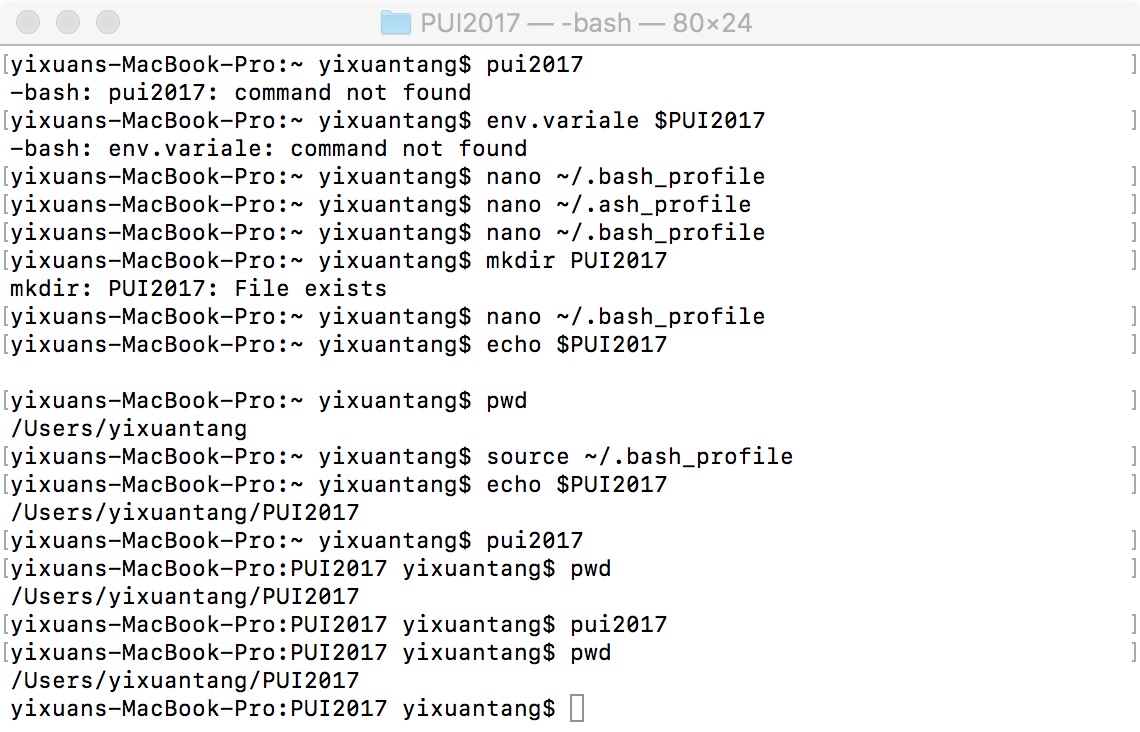 PUI2017 — -bash — 80×24
[yixuans-MacBook-Pro:~ yixuantang$ pui2017 ]
-bash: pui2017: command not found
[yixuans-MacBook-Pro:~ yixuantang$ env.variale $PUI2017 ]
-bash: env.variale: command not found
[yixuans-MacBook-Pro:~ yixuantang$ nano ~/.bash_profile ]
[yixuans-MacBook-Pro:~ yixuantang$ nano ~/.ash_profile ]
[yixuans-MacBook-Pro:~ yixuantang$ nano ~/.bash_profile ]
[yixuans-MacBook-Pro:~ yixuantang$ mkdir PUI2017 ]
mkdir: PUI2017: File exists
[yixuans-MacBook-Pro:~ yixuantang$ nano ~/.bash_profile ]
[yixuans-MacBook-Pro:~ yixuantang$ echo $PUI2017 ]

[yixuans-MacBook-Pro:~ yixuantang$ pwd ]
/Users/yixuantang
[yixuans-MacBook-Pro:~ yixuantang$ source ~/.bash_profile ]
[yixuans-MacBook-Pro:~ yixuantang$ echo $PUI2017 ]
/Users/yixuantang/PUI2017
[yixuans-MacBook-Pro:~ yixuantang$ pui2017 ]
[yixuans-MacBook-Pro:PUI2017 yixuantang$ pwd ]
/Users/yixuantang/PUI2017
[yixuans-MacBook-Pro:PUI2017 yixuantang$ pui2017 ]
[yixuans-MacBook-Pro:PUI2017 yixuantang$ pwd ]
/Users/yixuantang/PUI2017
yixuans-MacBook-Pro:PUI2017 yixuantang$